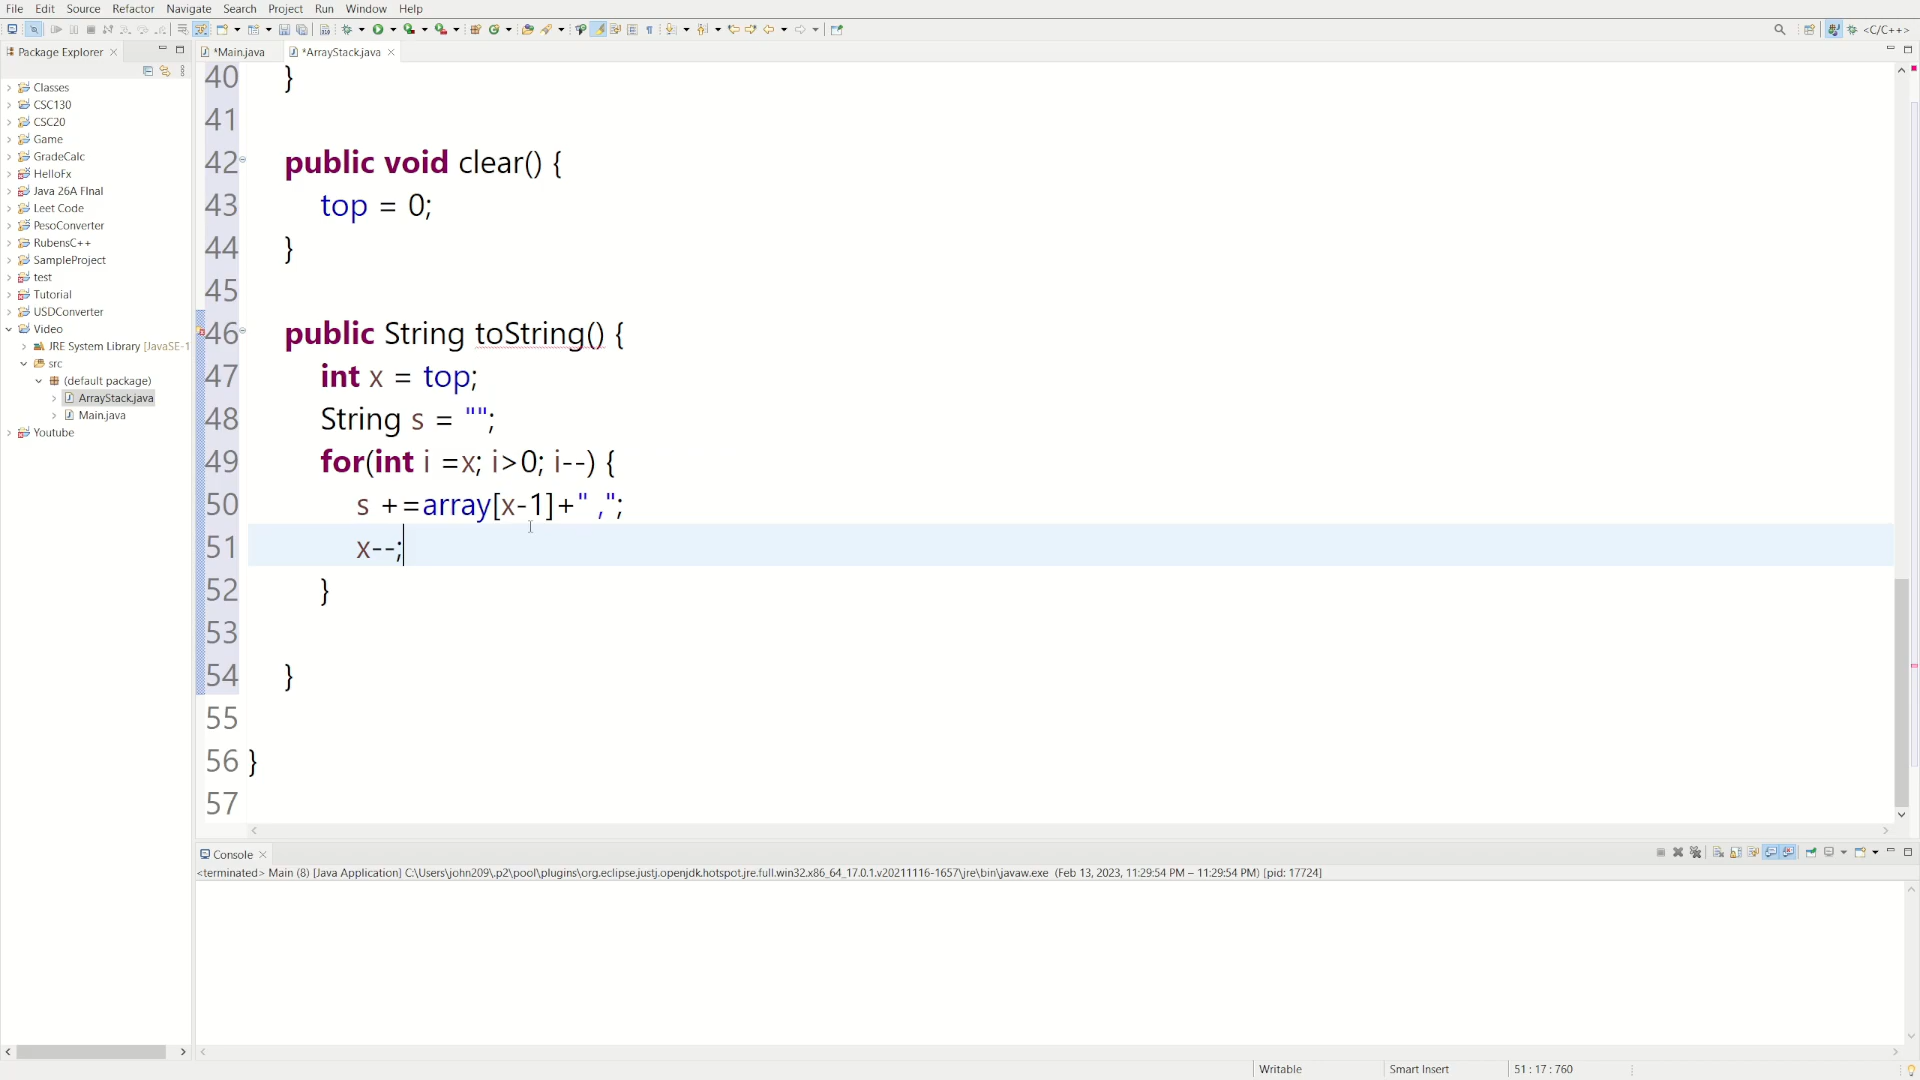 File Edit Source Refactor Navigate Search Project Run Window Help
<C/C++>
Package Explorer
*Main.java *ArrayStack.java
Classes
CSC130
CSC20
Game
GradeCalc
HelloFx
Java 26A FInal
Leet Code
PesoConverter
RubensC++
SampleProject
test
Tutorial
USDConverter
Video
JRE System Library [JavaSE-1
src
(default package)
ArrayStack.java
Main.java
Youtube
40 }
41
42 public void clear() {
43 top = 0;
44 }
45
46 public String toString() {
47 int x = top;
48 String s = "";
49 for(int i =x; i>0; i--) {
50 s +=array[x-1]+" ,";
51 x--;
52 }
53
54 }
55
56 }
57
Console
<terminated> Main (8) [Java Application] C:\Users\john209\.p2\pool\plugins\org.eclipse.justj.openjdk.hotspot.jre.full.win32.x86_64_17.0.1.v20211116-1657\jre\bin\javaw.exe (Feb 13, 2023, 11:29:54 PM – 11:29:54 PM) [pid: 17724]
Writable Smart Insert 51 : 17 : 760